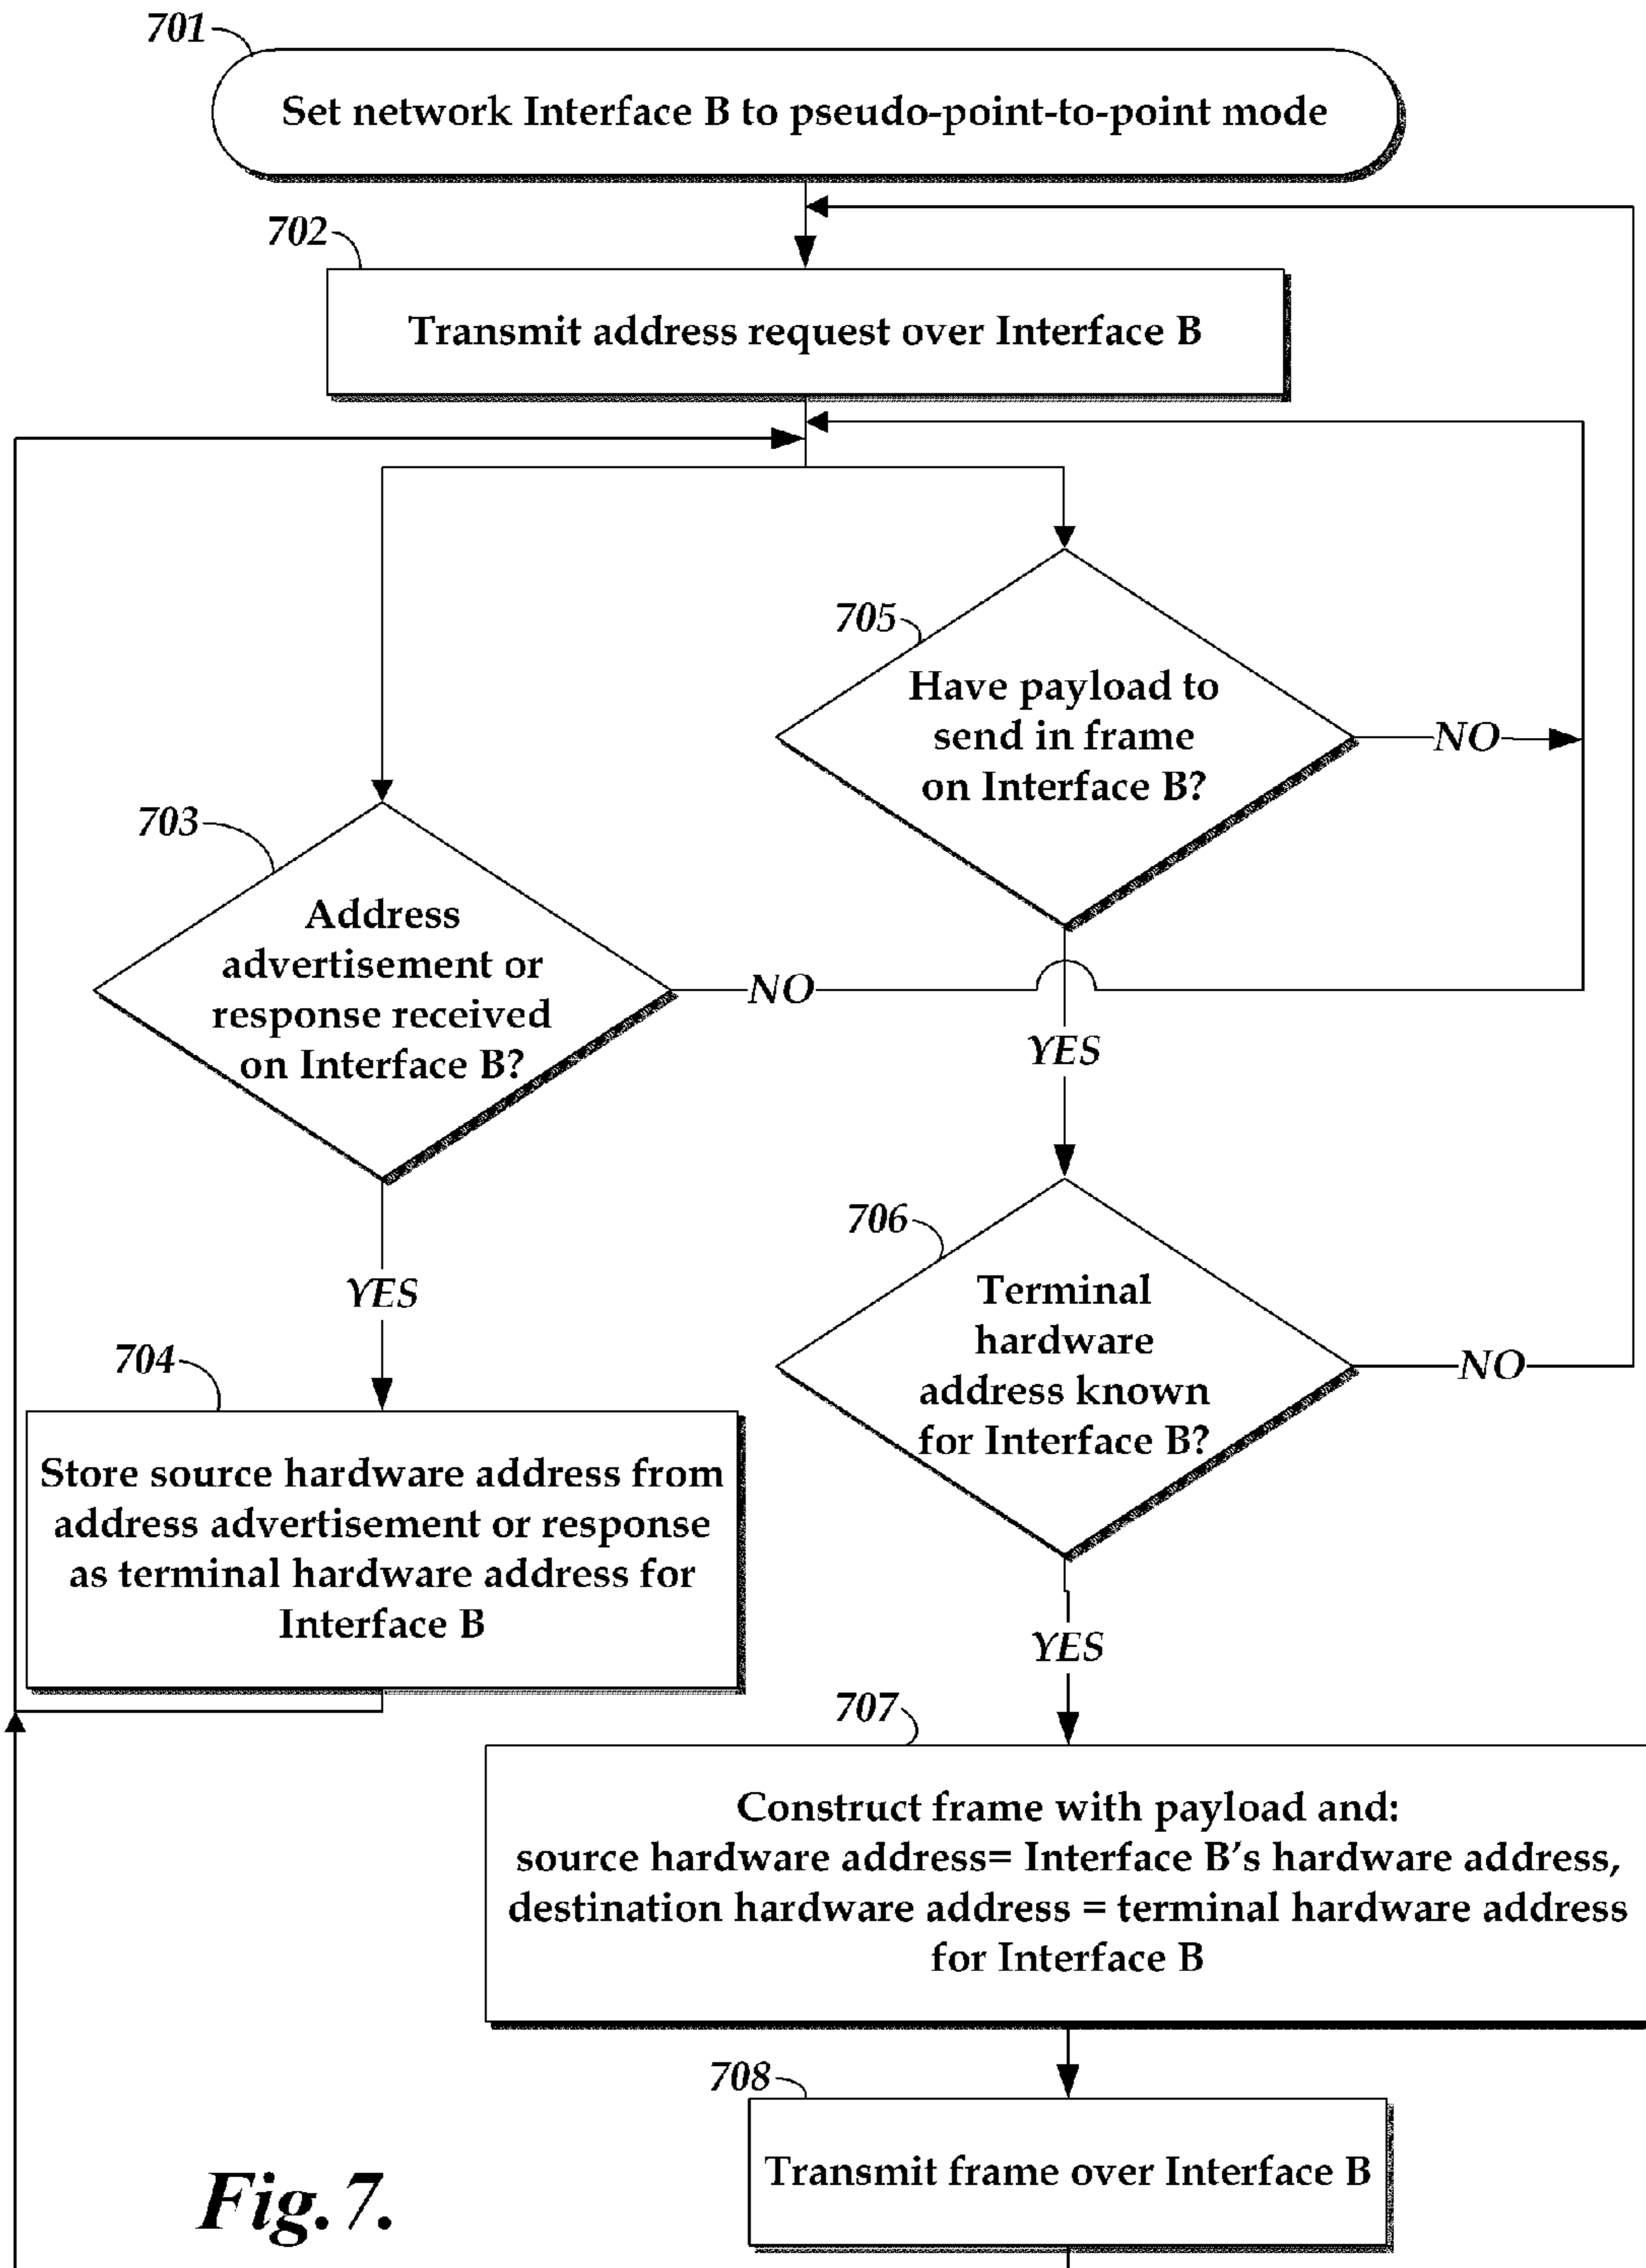 701
Set network Interface B to pseudo-point-to-point mode
702
Transmit address request over Interface B
705
Have payload to
send in frame
on Interface B?
NO
703
Address
advertisement or
response received
on Interface B?
NO
YES
YES
706
Terminal
hardware
address known
for Interface B?
NO
704
Store source hardware address from
address advertisement or response
as terminal hardware address for
Interface B
YES
707
Construct frame with payload and:
source hardware address= Interface B's hardware address,
destination hardware address = terminal hardware address
for Interface B
708
Transmit frame over Interface B
Fig. 7.